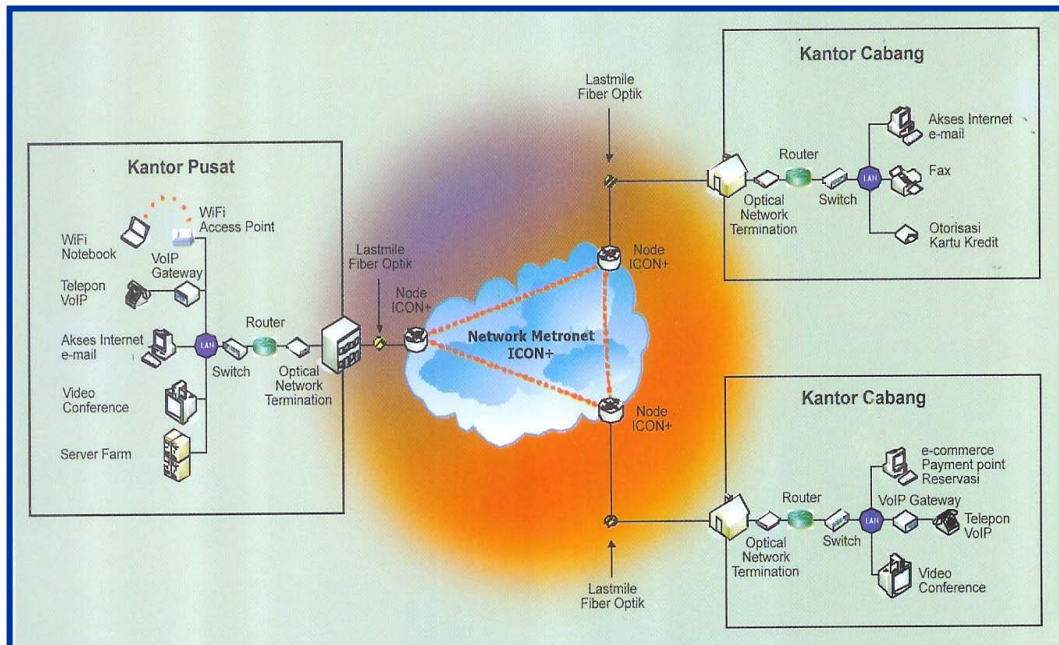 Kantor Pusat
WiFi
Access Point
WiFi
Notebook
VoIP
Gateway
Telepon
VoIP
Akses Internet
e-mail
LAN
Switch
Router
Optical
Network
Termination
Video
Conference
Server Farm
Lastmile
Fiber Optik
Node
ICON+
Network Metronet
ICON+
Lastmile
Fiber Optik
Node
ICON+
Node
ICON+
Lastmile
Fiber Optik
Kantor Cabang
Optical
Network
Termination
Router
Switch
LAN
Akses Internet
e-mail
Fax
Otorisasi
Kartu Kredit
Kantor Cabang
Optical
Network
Termination
Router
Switch
LAN
e-commerce
Payment point
Reservasi
VoIP Gateway
Telepon
VoIP
Video
Conference